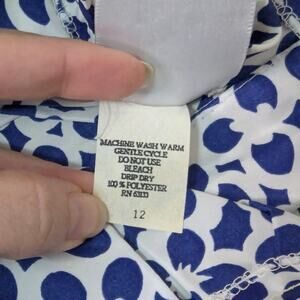 MACHINE WASH WARM
GENTLE CYCLE
DO NOT USE
BLEACH
DRIP DRY
100% POLYESTER
RN 63133
12